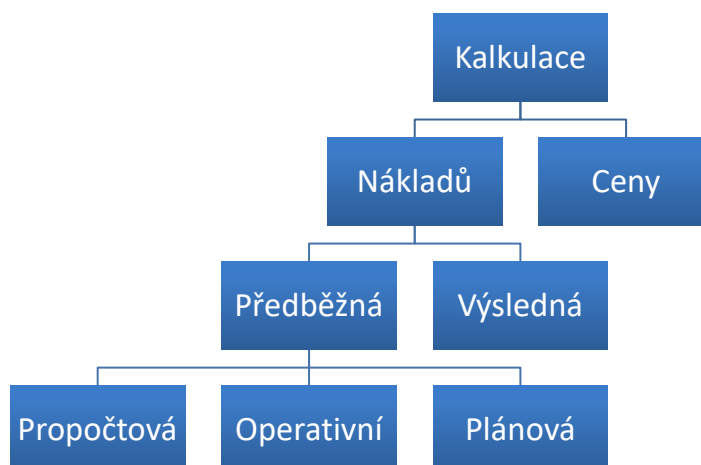 Kalkulace
Nákladů
Ceny
Předběžná
Výsledná
Propočtová
Operativní
Plánová